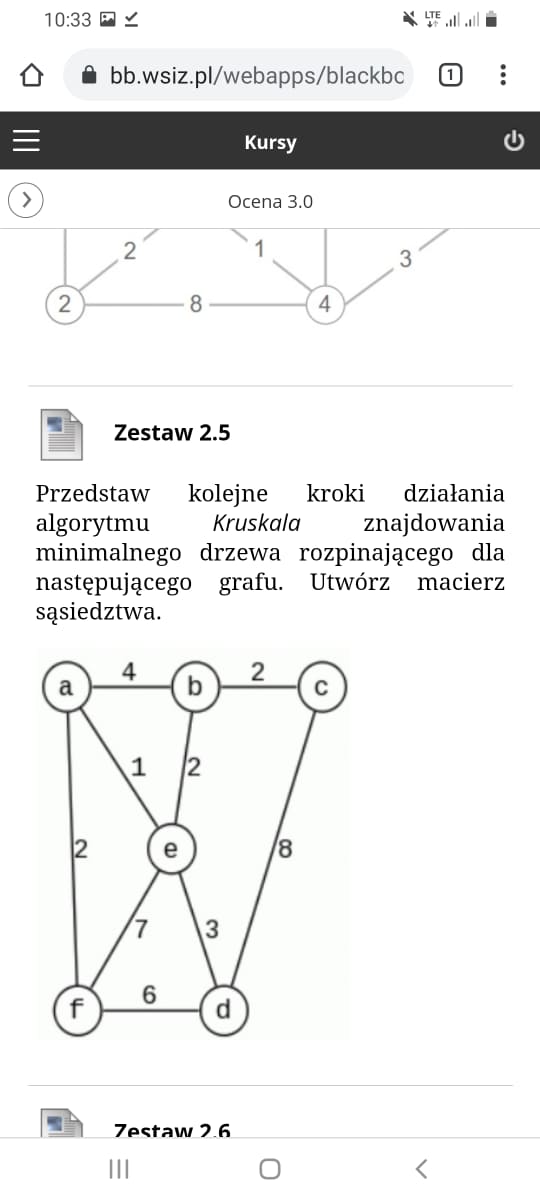 10:33
LTE
bb.wsiz.pl/webapps/blackbc
1
Kursy
Ocena 3.0
2
1
3
2
8
4
Zestaw 2.5
Przedstaw kolejne kroki działania
algorytmu Kruskala znajdowania
minimalnego drzewa rozpinającego dla
następującego grafu. Utwórz macierz
sąsiedztwa.
4
2
a
b
c
1
2
2
e
8
7
3
6
f
d
Zestaw 2.6